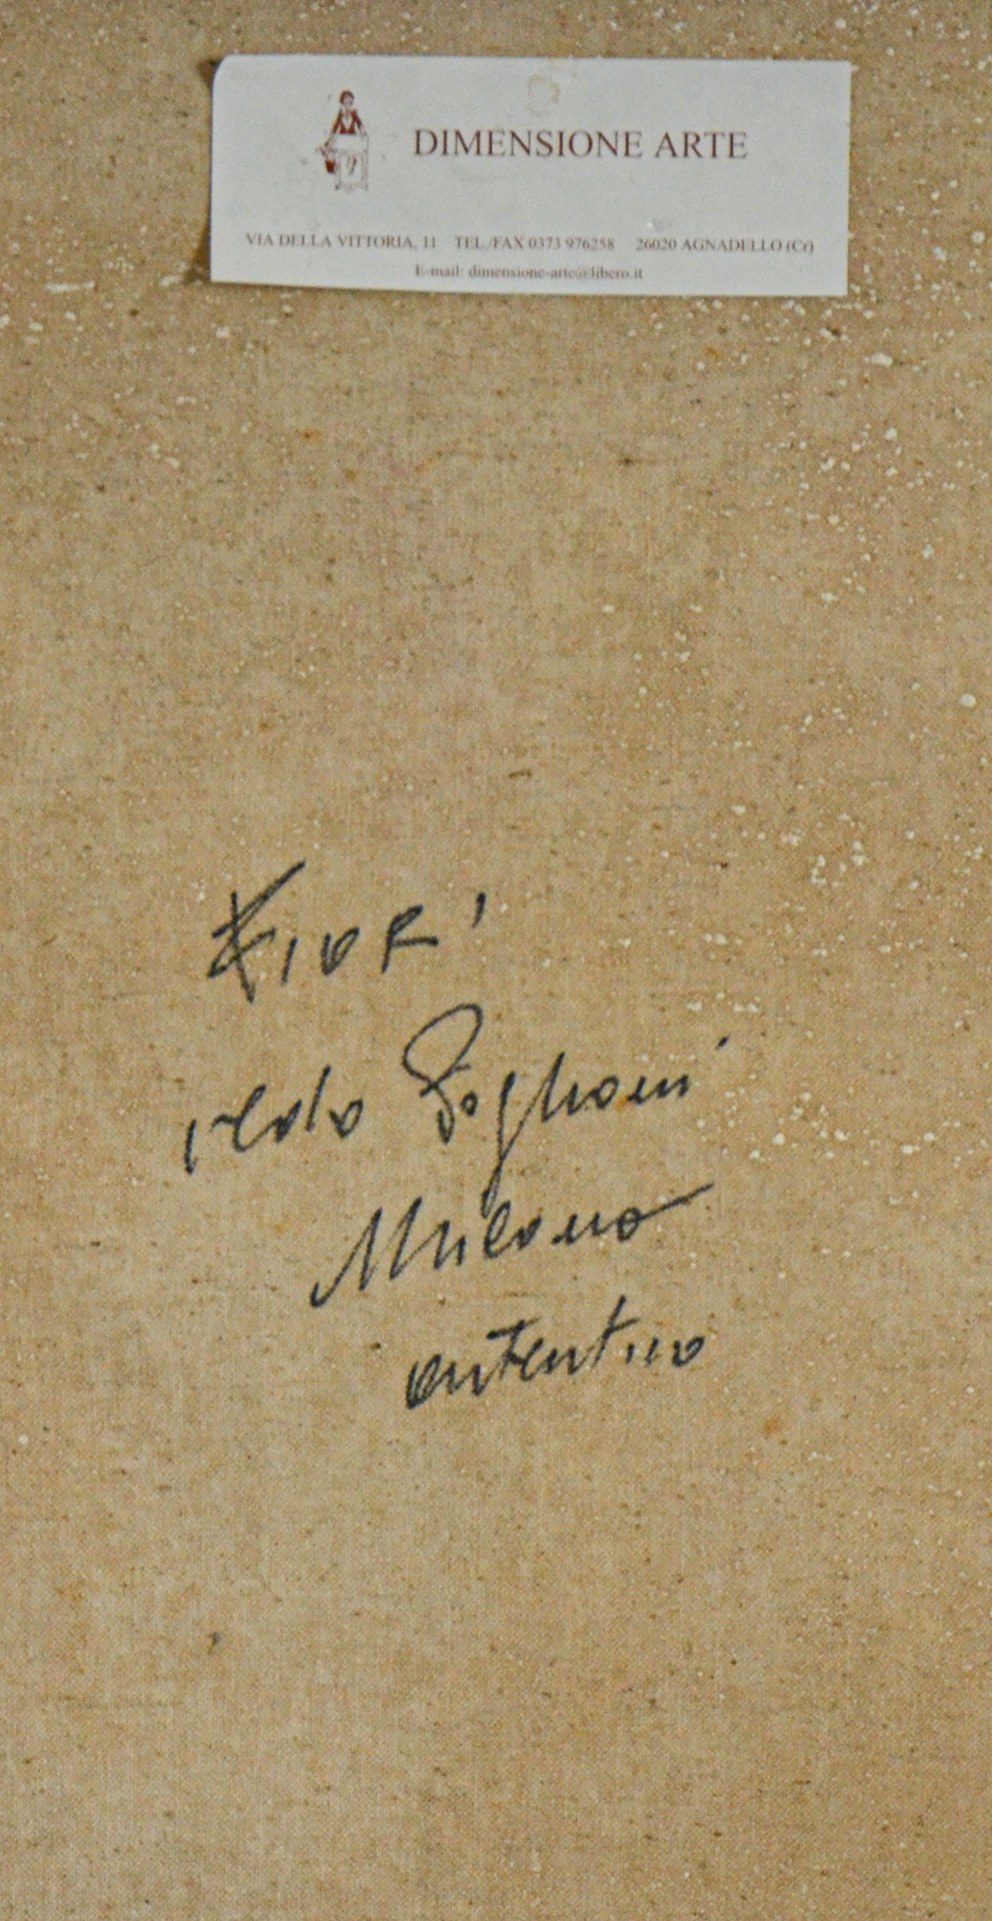 DIMENSIONE ARTE
VIA DELLA VITTORIA, 11 TEL./FAX 0373 976258 26020 AGNADELLO (Cr)
E-mail: dimensione-arte@libero.it
FIORI
Milano